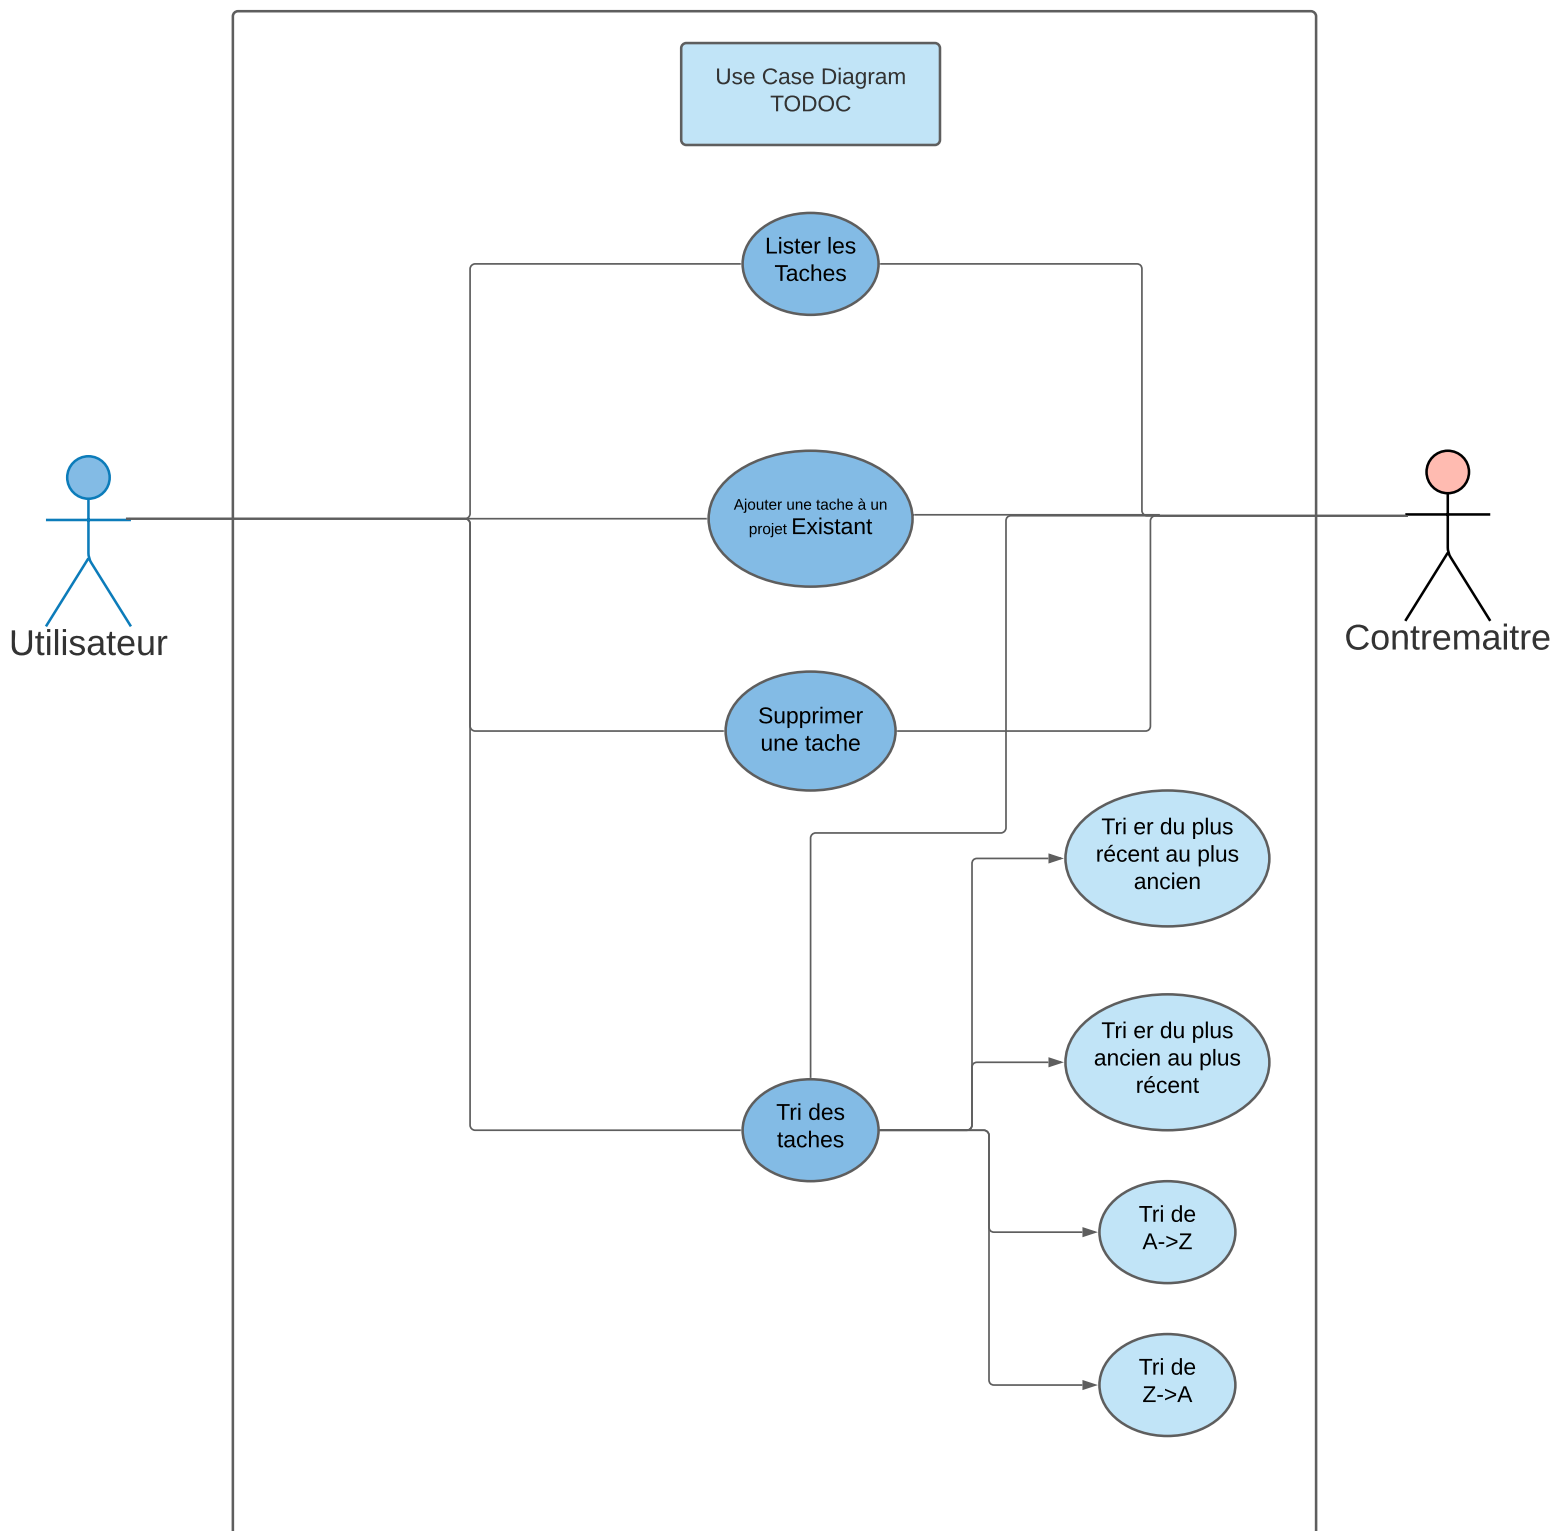 Use Case Diagram
TODOC
Lister les
Taches
Ajouter une tache à un
projet Existant
Utilisateur
Contremaitre
Supprimer
une tache
Tri er du plus
récent au plus
ancien
Tri er du plus
ancien au plus
récent
Tri des
taches
Tri de
A->Z
Tri de
Z->A